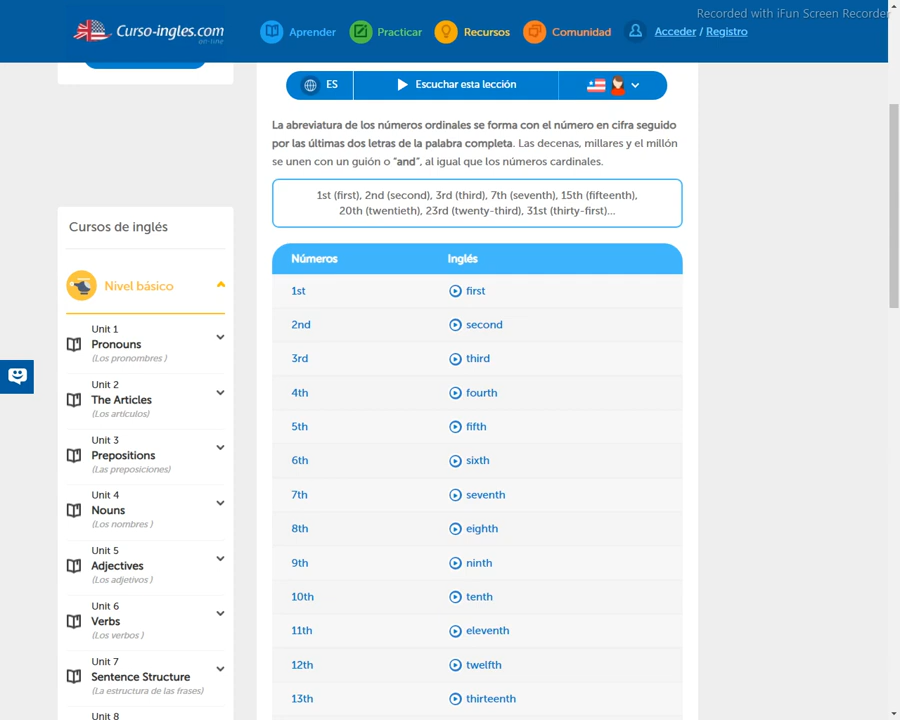 Recorded with iFun Screen Recorder
Curso-ingles.com
on-line
Aprender
Practicar
Recursos
Comunidad
Acceder / Registro
ES
Escuchar esta lección
La abreviatura de los números ordinales se forma con el número en cifra seguido
por las últimas dos letras de la palabra completa. Las decenas, millares y el millón
se unen con un guión o "and", al igual que los números cardinales.
1st (first), 2nd (second), 3rd (third), 7th (seventh), 15th (fifteenth),
20th (twentieth), 23rd (twenty-third), 31st (thirty-first)...
Números Inglés
1st first
2nd second
3rd third
4th fourth
5th fifth
6th sixth
7th seventh
8th eighth
9th ninth
10th tenth
11th eleventh
12th twelfth
13th thirteenth
Cursos de inglés
Nivel básico
Unit 1
Pronouns
(Los pronombres )
Unit 2
The Articles
(Los artículos)
Unit 3
Prepositions
(Las preposiciones)
Unit 4
Nouns
(Los nombres )
Unit 5
Adjectives
(Los adjetivos )
Unit 6
Verbs
(Los verbos )
Unit 7
Sentence Structure
(La estructura de las frases)
Unit 8